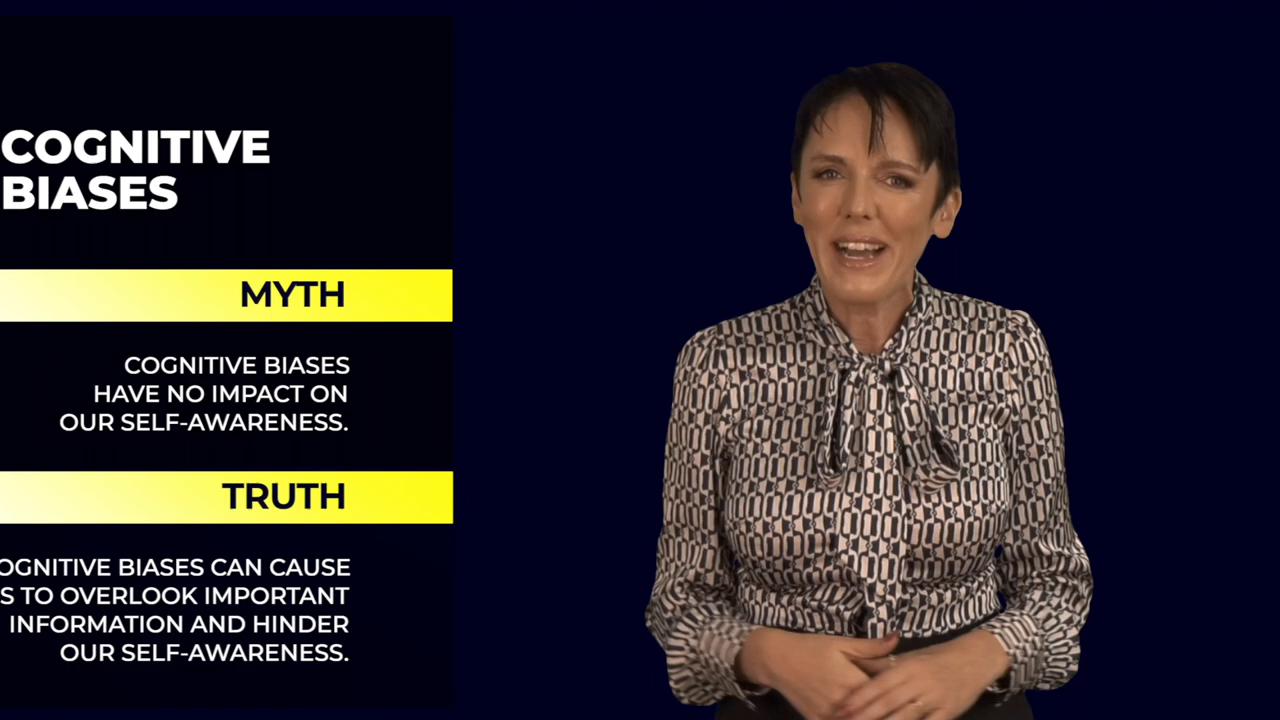 COGNITIVE
BIASES
MYTH
COGNITIVE BIASES
HAVE NO IMPACT ON
OUR SELF-AWARENESS.
TRUTH
OGNITIVE BIASES CAN CAUSE
S TO OVERLOOK IMPORTANT
INFORMATION AND HINDER
OUR SELF-AWARENESS.